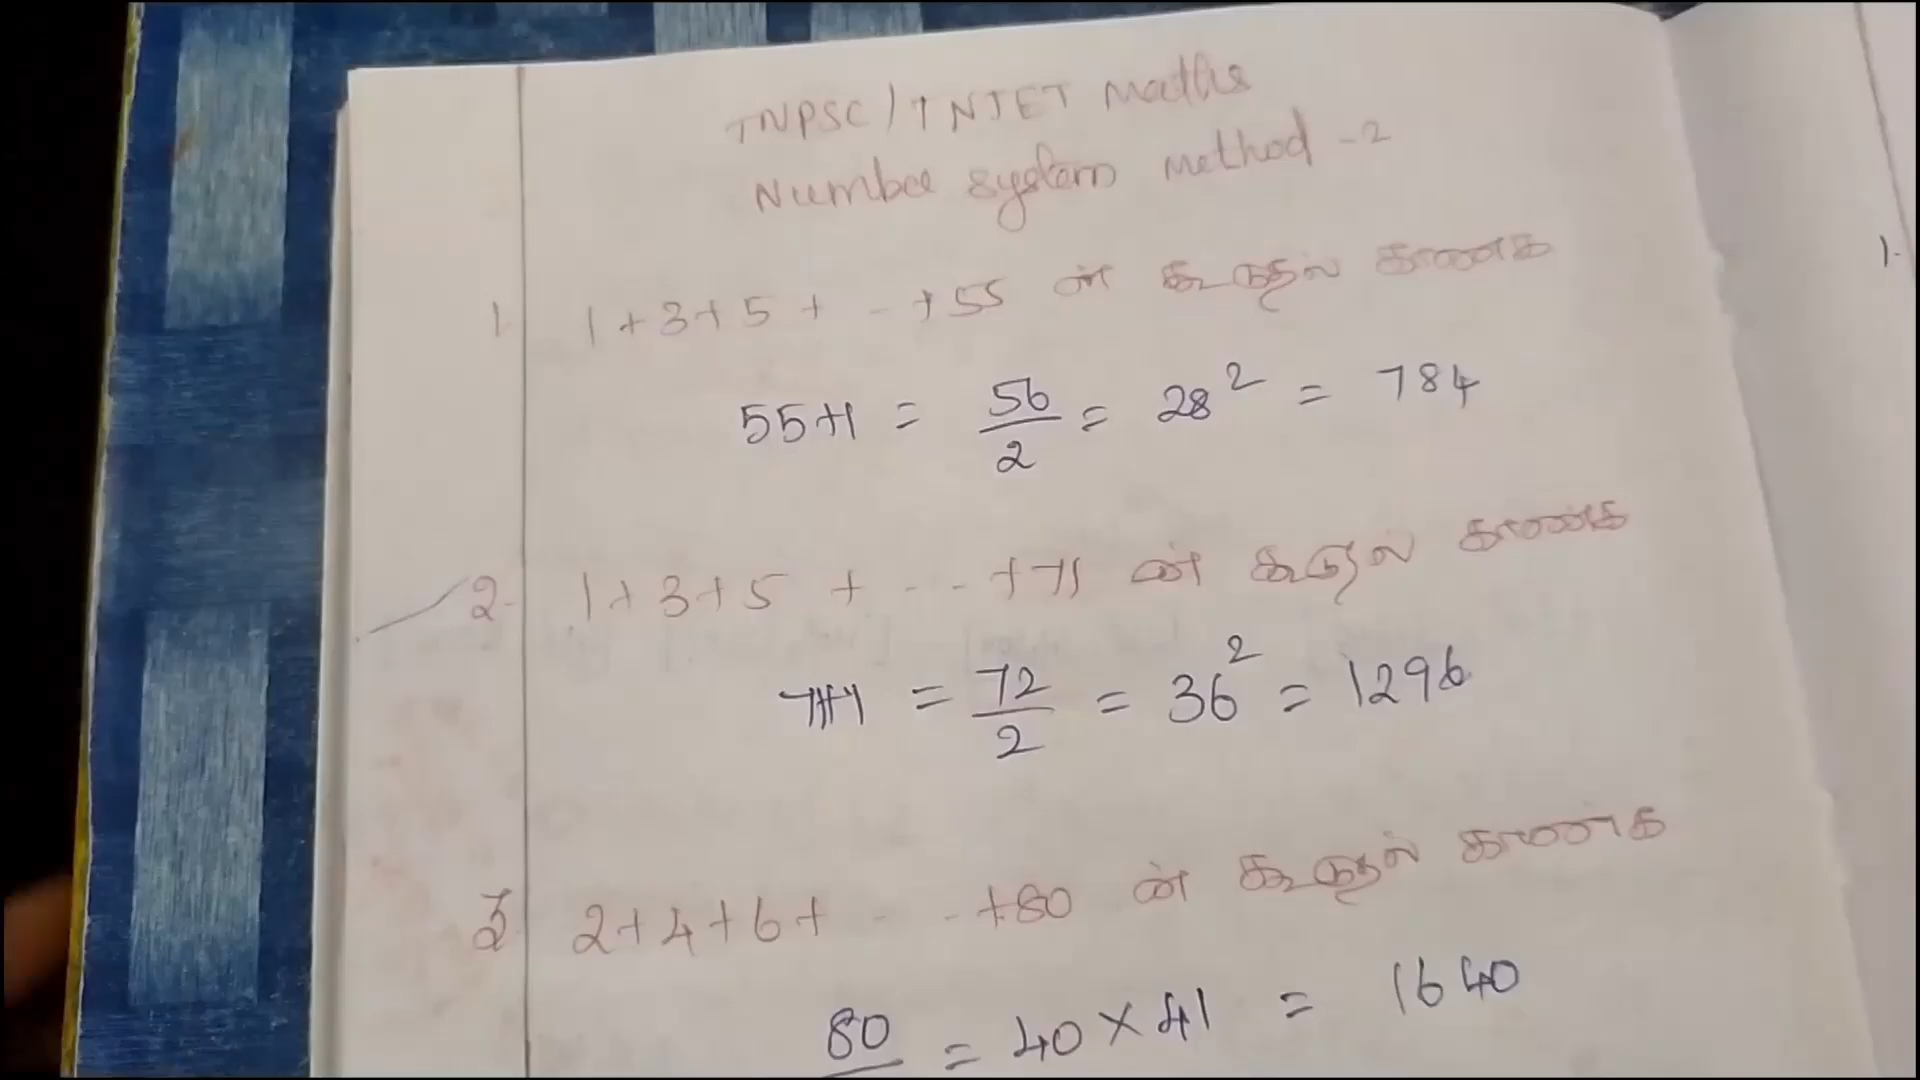 TNPSC/TNTET Maths
Number system Method -2
1. 1+3+5+ - +55 ன் கூடுதல் காண்க
55+1 = 56/2 = 28² = 784
2. 1+3+5 + ... +71 ன் கூடுதல் காண்க
71+1 = 72/2 = 36² = 1296
3. 2+4+6+ - - +80 ன் கூடுதல் காண்க
80 = 40×41 = 1640
1.